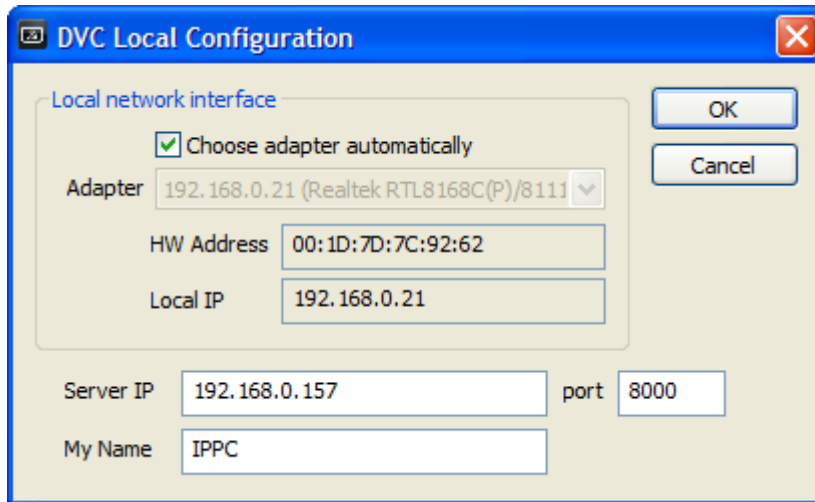 DVC Local Configuration
Local network interface
OK
Choose adapter automatically
Cancel
Adapter 192.168.0.21 (Realtek RTL8168C(P)/8111
HW Address 00:1D:7D:7C:92:62
Local IP 192.168.0.21
Server IP 192.168.0.157 port 8000
My Name IPPC